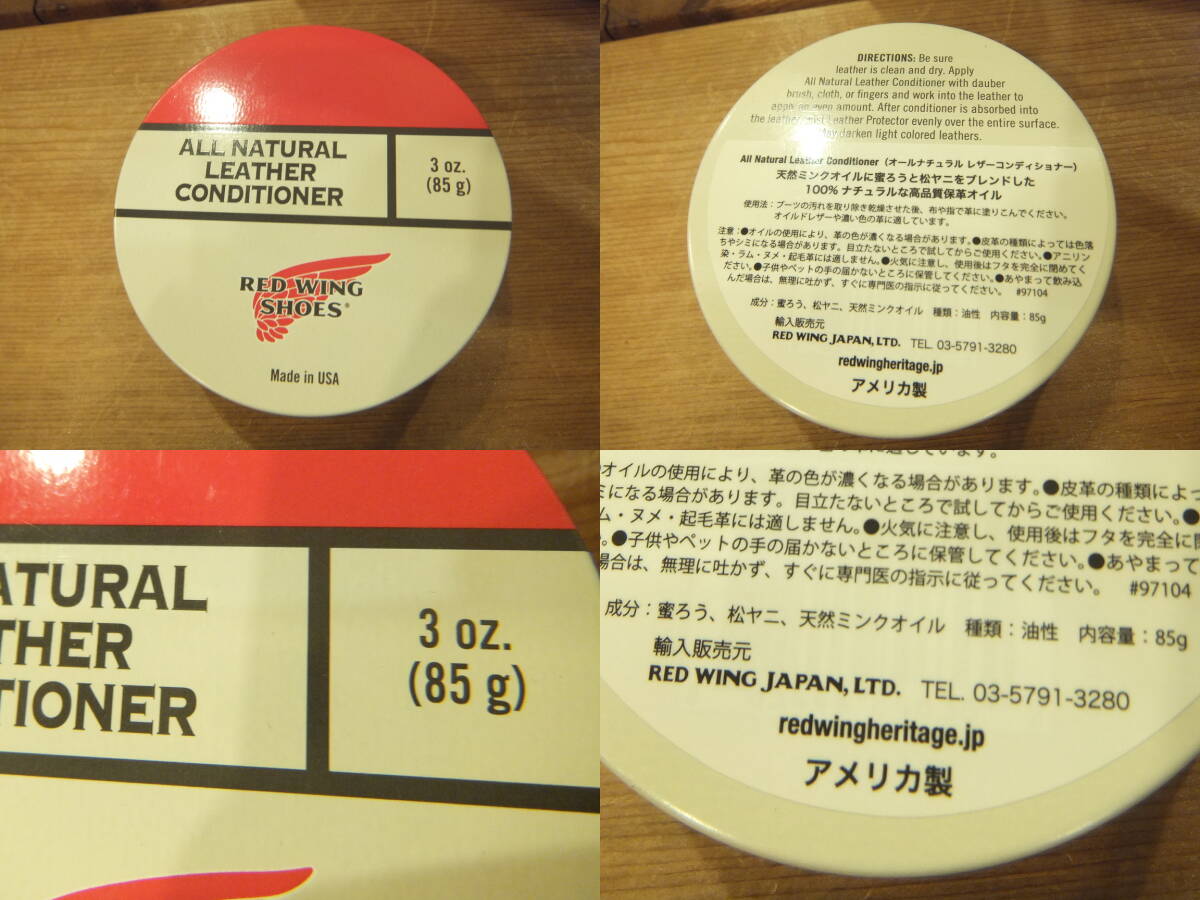 ALL NATURAL
LEATHER
CONDITIONER
3 oz.
(85 g)
RED WING
SHOES®
Made in USA
DIRECTIONS: Be sure
leather is clean and dry. Apply
All Natural Leather Conditioner with dauber
brush, cloth, or fingers and work into the leather to
apply an even amount. After conditioner is absorbed into
the leather, mist Leather Protector evenly over the entire surface.
May darken light colored leathers.
All Natural Leather Conditioner（オールナチュラル レザーコンディショナー）
天然ミンクオイルに蜜ろうと松ヤニをブレンドした
100% ナチュラルな高品質保革オイル
使用法：ブーツの汚れを取り除き乾燥させた後、布や指で革に塗りこんでください。
オイルドレザーや濃い色の革に適しています。
注意：●オイルの使用により、革の色が濃くなる場合があります。●皮革の種類によっては色落
ちやシミになる場合があります。目立たないところで試してからご使用ください。●アニリン
染・ラム・ヌメ・起毛革には適しません。●火気に注意し、使用後はフタを完全に閉めてく
ださい。●子供やペットの手の届かないところに保管してください。●あやまって飲み込
んだ場合は、無理に吐かず、すぐに専門医の指示に従ってください。 #97104
成分：蜜ろう、松ヤニ、天然ミンクオイル 種類：油性 内容量：85g
輸入販売元
RED WING JAPAN, LTD. TEL. 03-5791-3280
redwingheritage.jp
アメリカ製
ATURAL
THER
TIONER
3 oz.
(85 g)
に適しています。
オイルの使用により、革の色が濃くなる場合があります。●皮革の種類によっ
ミになる場合があります。目立たないところで試してからご使用ください。●
ム・ヌメ・起毛革には適しません。●火気に注意し、使用後はフタを完全に閉
。●子供やペットの手の届かないところに保管してください。●あやまって
場合は、無理に吐かず、すぐに専門医の指示に従ってください。 #97104
成分：蜜ろう、松ヤニ、天然ミンクオイル 種類：油性 内容量：85g
輸入販売元
RED WING JAPAN, LTD. TEL. 03-5791-3280
redwingheritage.jp
アメリカ製